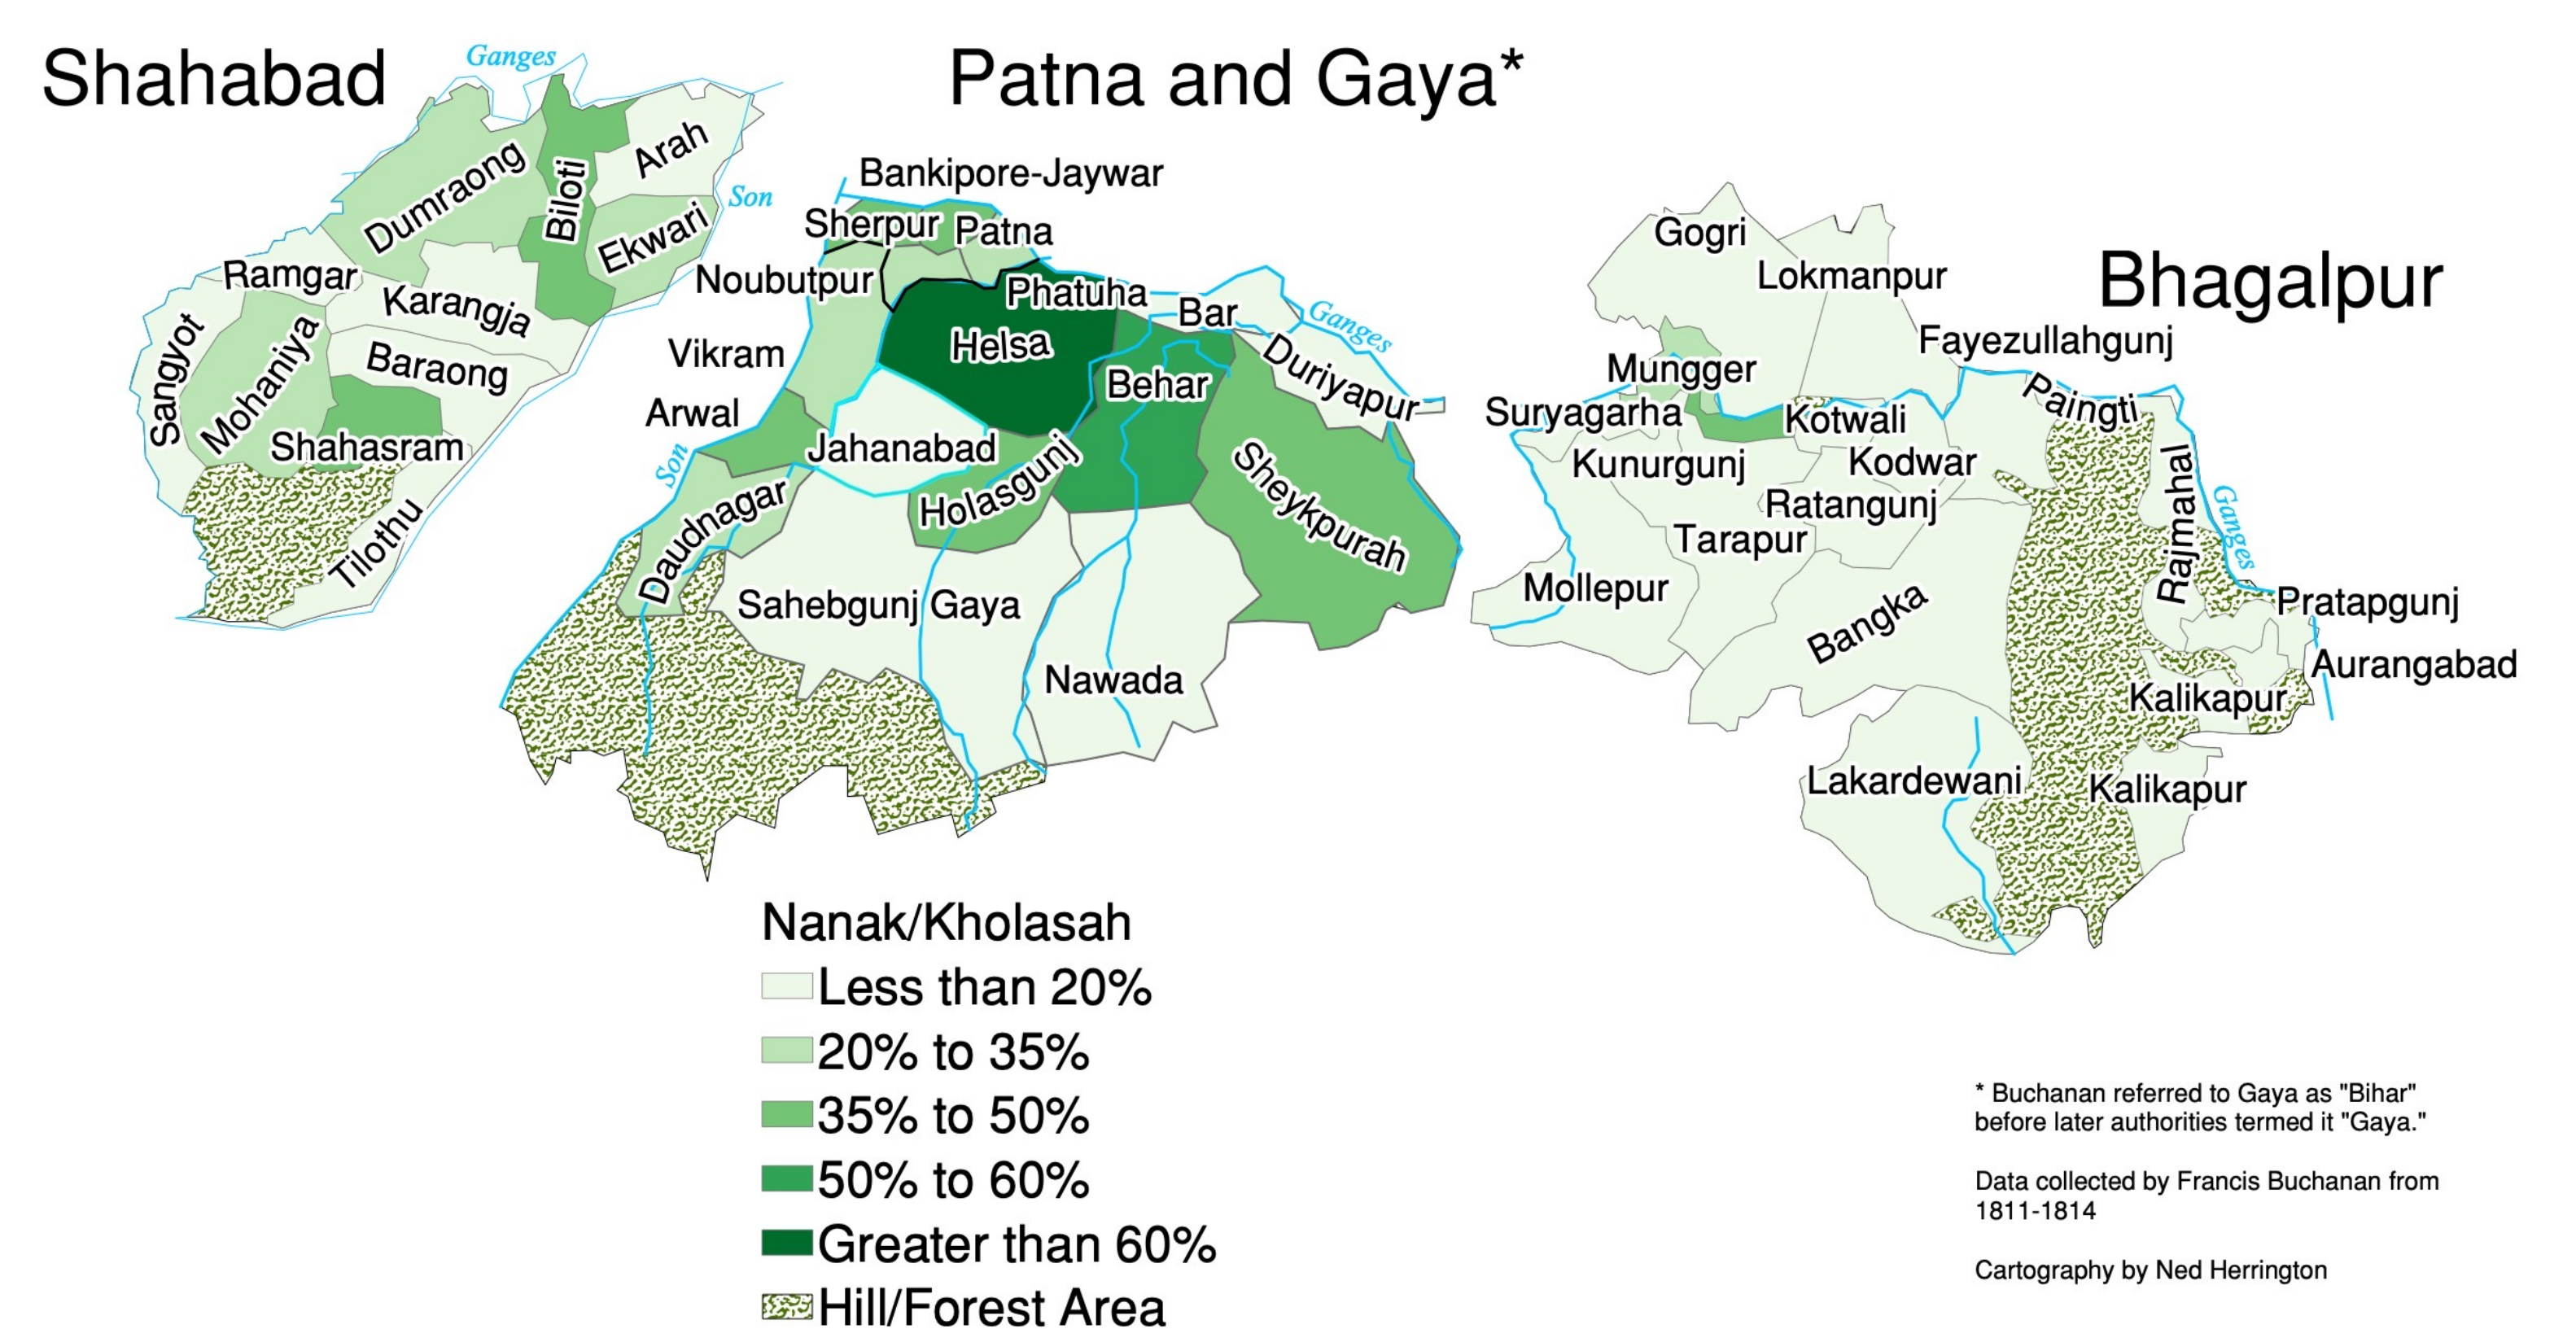 Shahabad
Patna and Gaya*
Bhagalpur
Ganges
Arah
Dumraong
Biloti
Son
Ekwari
Ramgar
Karangja
Sangyot
Mohaniya
Baraong
Shahasram
Tilothu
Bankipore-Jaywar
Sherpur
Patna
Noubutpur
Phatuha
Bar
Ganges
Helsa
Vikram
Behar
Duriyapur
Arwal
Jahanabad
Son
Holasgunj
Sheykpurah
Daudnagar
Sahebgunj Gaya
Nawada
Gogri
Lokmanpur
Fayezullahgunj
Mungger
Paingti
Suryagarha
Kotwali
Kunurgunj
Kodwar
Rajmahal
Ratangunj
Ganges
Tarapur
Mollepur
Bangka
Pratapgunj
Aurangabad
Kalikapur
Lakardewani
Kalikapur
Nanak/Kholasah
Less than 20%
20% to 35%
35% to 50%
50% to 60%
Greater than 60%
Hill/Forest Area
* Buchanan referred to Gaya as "Bihar"
before later authorities termed it "Gaya."
Data collected by Francis Buchanan from
1811-1814
Cartography by Ned Herrington